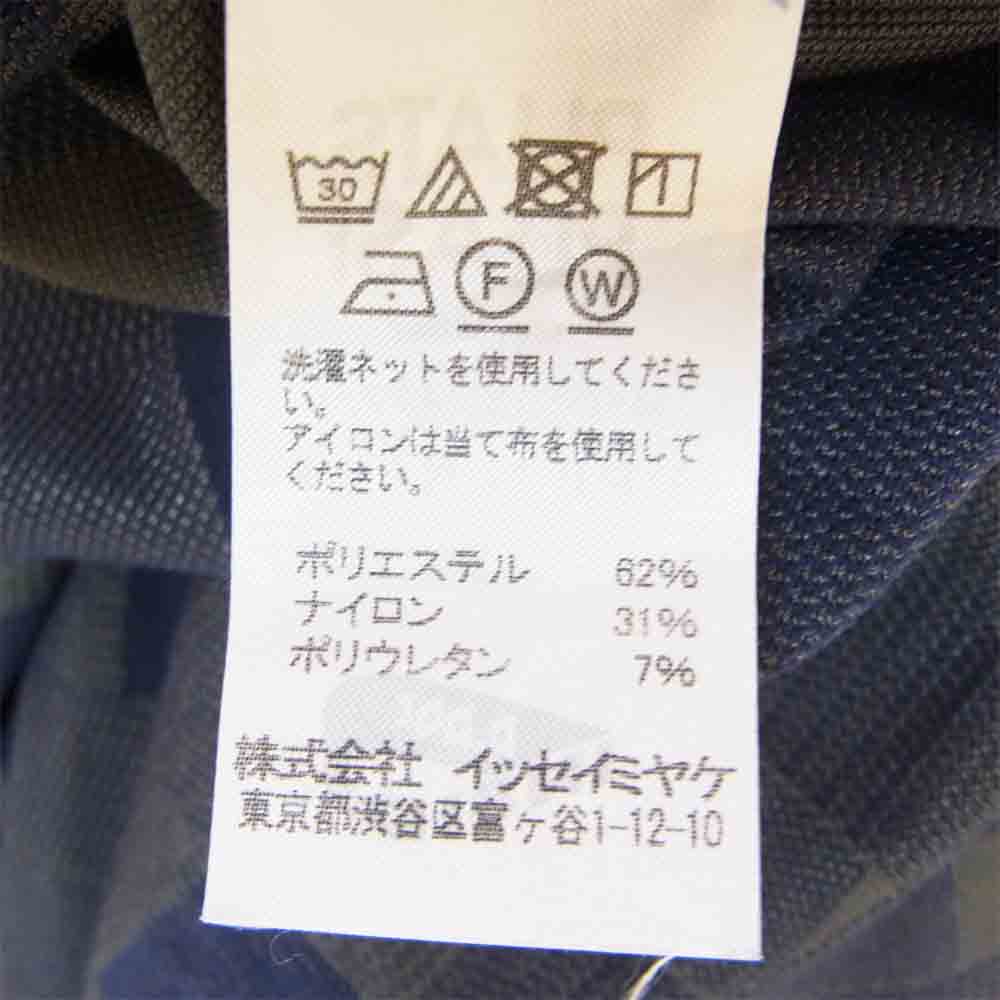 30
F W
洗濯ネットを使用してくださ
い。
アイロンは当て布を使用して
ください。
ポリエステル 62%
ナイロン 31%
ポリウレタン 7%
株式会社 イッセイミヤケ
東京都渋谷区富ヶ谷1-12-10